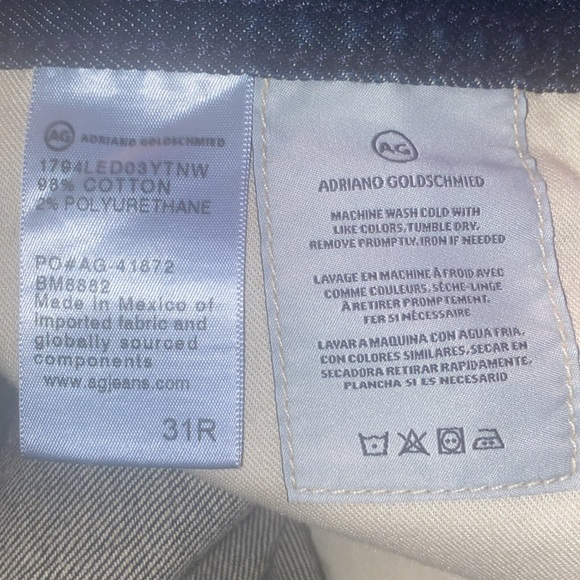 AG ADRIANO GOLDSCHMIED
1794LED03YTNW
98% COTTON
2% POLYURETHANE
PO#AG-41872
BM8882
Made in Mexico of
imported fabric and
globally sourced
components
www.agjeans.com
31R
AG
ADRIANO GOLDSCHMIED
MACHINE WASH COLD WITH
LIKE COLORS, TUMBLE DRY,
REMOVE PROMPTLY, IRON IF NEEDED
LAVAGE EN MACHINE À FROID AVEC
COMME COULEURS, SÈCHE-LINGE
À RETIRER PROMPTEMENT,
FER SI NÉCESSAIRE
LAVAR A MAQUINA CON AGUA FRIA,
CON COLORES SIMILARES, SECAR EN
SECADORA RETIRAR RAPIDAMENTE,
PLANCHA SI ES NECESARIO